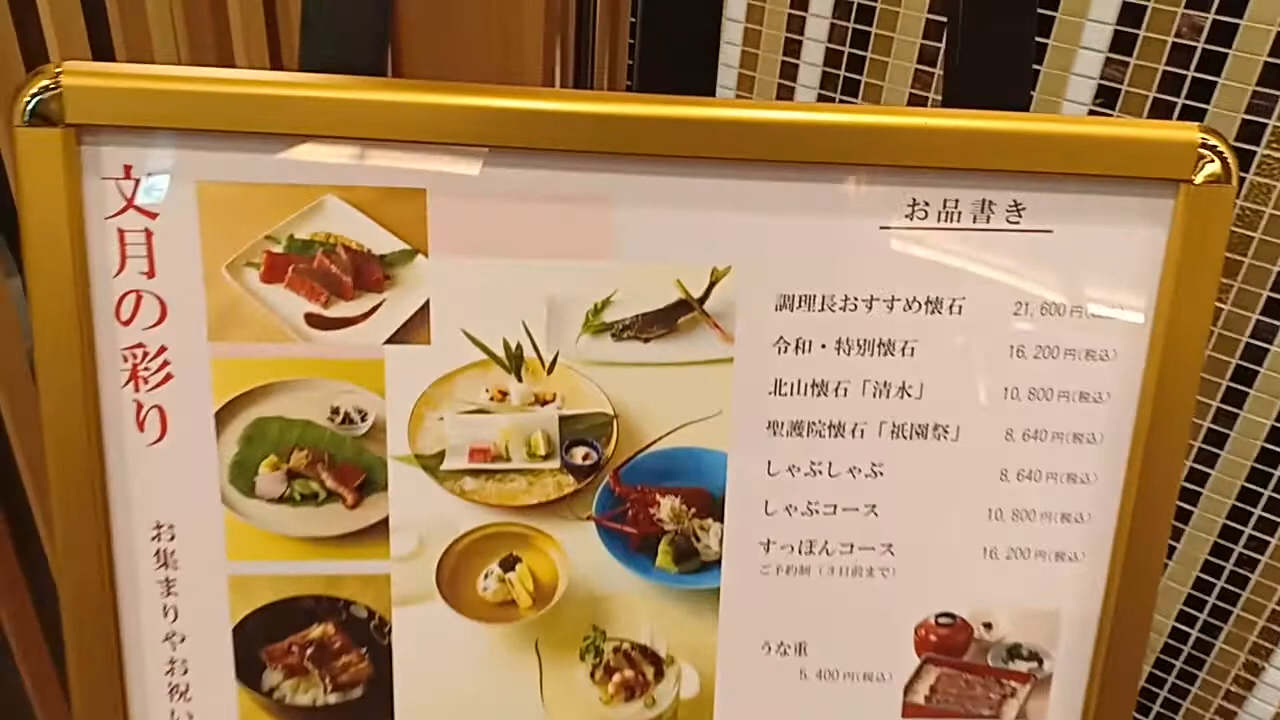 文月の彩り
お集まりやお祝い
お品書き
調理長おすすめ懐石 21,600円(税込)
令和・特別懐石 16,200円(税込)
北山懐石「清水」 10,800円(税込)
聖護院懐石「祇園祭」 8,640円(税込)
しゃぶしゃぶ 8,640円(税込)
しゃぶコース 10,800円(税込)
すっぽんコース 16,200円(税込)
ご予約制(3日前まで)
うな重
5,400円(税込)